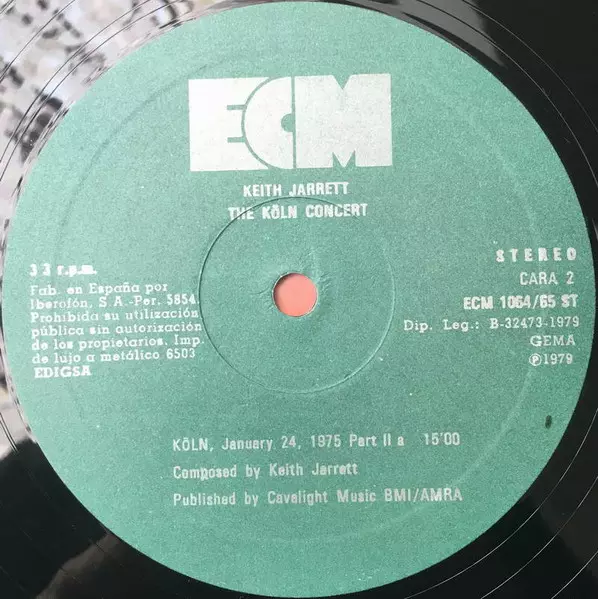 ECM
KEITH JARRETT
THE KÖLN CONCERT
33 r.p.m.
Fab. en España por
Iberofón, S.A.-Per. 5854
Prohibida su utilización
pública sin autorización
de los propietarios. Imp.
de lujo a metálico 6503
EDIGSA
STEREO
CARA 2
ECM 1064/65 ST
Dip. Leg.: B-32473-1979
GEMA
℗1979
KÖLN, January 24, 1975 Part II a 15'00
Composed by Keith Jarrett
Published by Cavelight Music BMI/AMRA